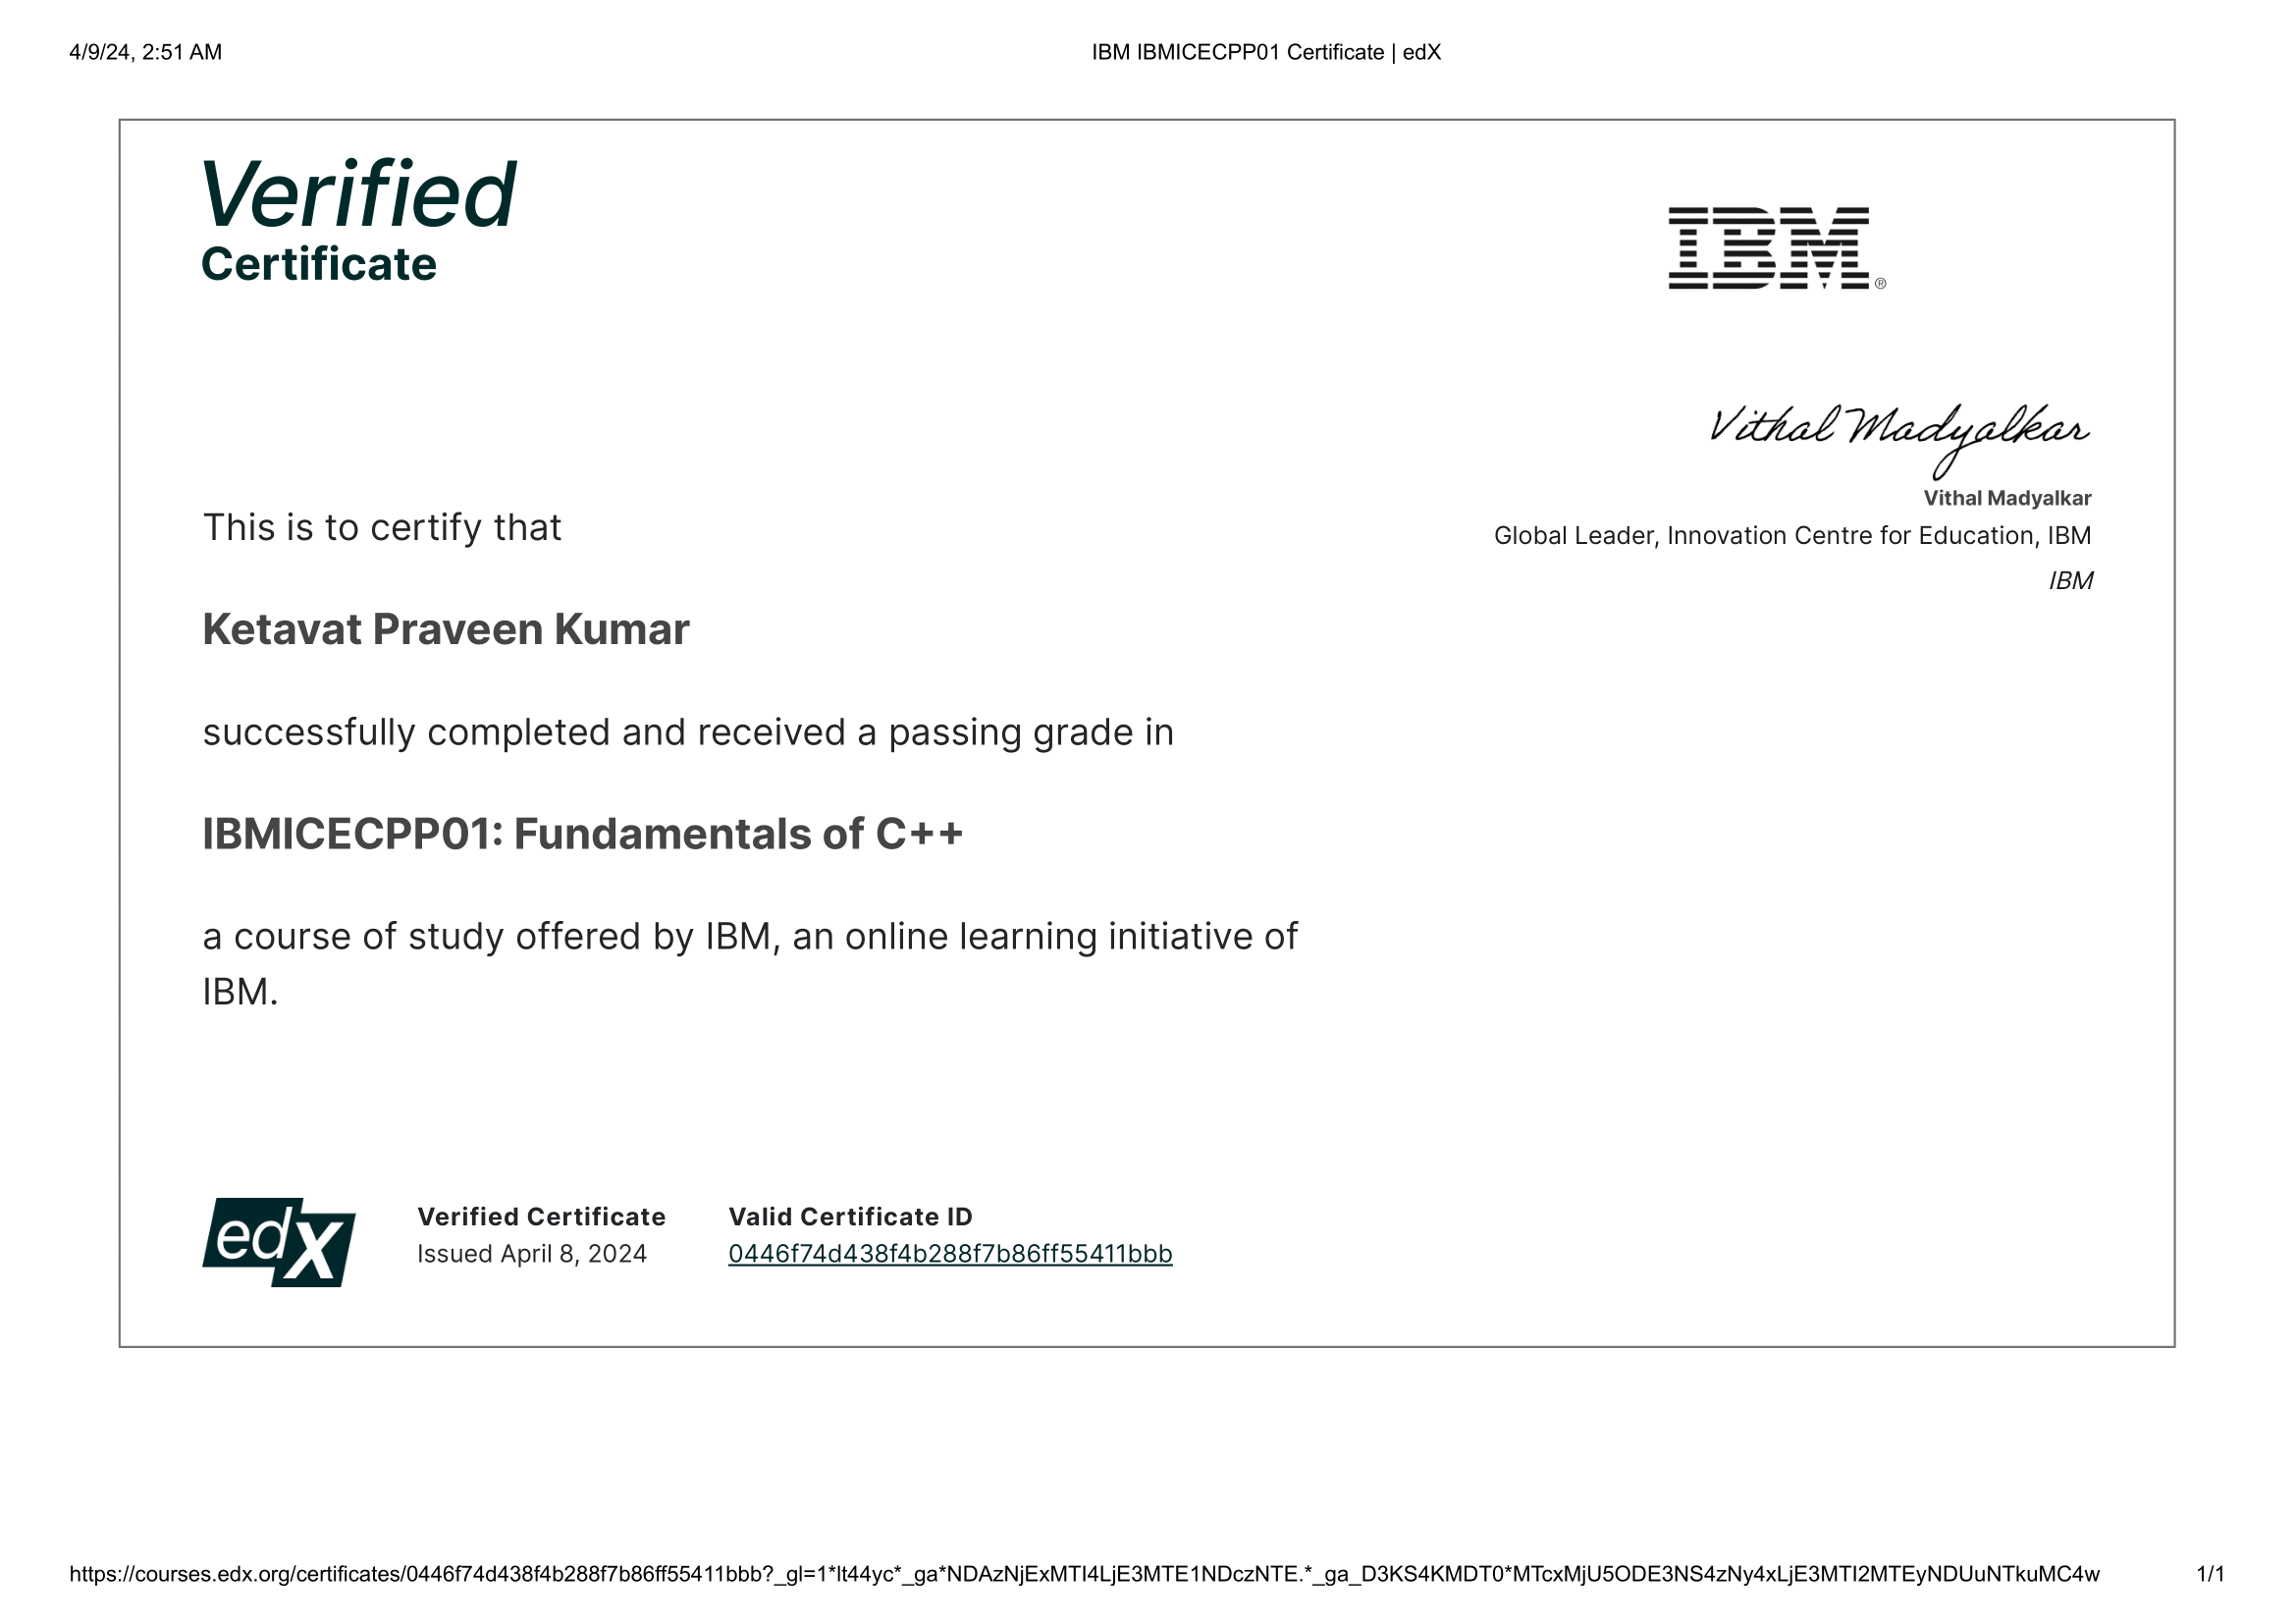 4/9/24, 2:51 AM
IBM IBMICECPP01 Certificate | edX
Verified
Certificate
IBM®
Vithal Madyalkar
Vithal Madyalkar
Global Leader, Innovation Centre for Education, IBM
IBM
This is to certify that
Ketavat Praveen Kumar
successfully completed and received a passing grade in
IBMICECPP01: Fundamentals of C++
a course of study offered by IBM, an online learning initiative of
IBM.
edX
Verified Certificate
Issued April 8, 2024
Valid Certificate ID
0446f74d438f4b288f7b86ff55411bbb
https://courses.edx.org/certificates/0446f74d438f4b288f7b86ff55411bbb?_gl=1*lt44yc*_ga*NDAzNjExMTI4LjE3MTE1NDczNTE.*_ga_D3KS4KMDT0*MTcxMjU5ODE3NS4zNy4xLjE3MTI2MTEyNDUuNTkuMC4w
1/1